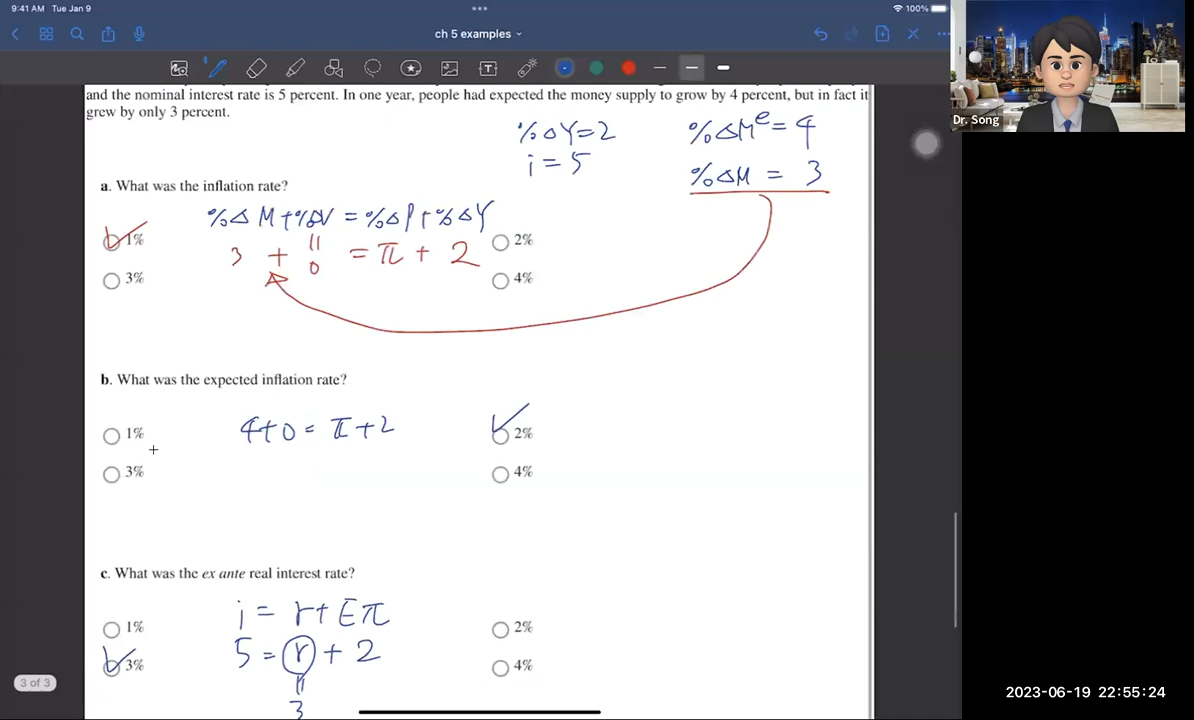 9:41 AM Tue Jan 9
100%
ch 5 examples
Dr. Song
and the nominal interest rate is 5 percent. In one year, people had expected the money supply to grow by 4 percent, but in fact it
grew by only 3 percent.
%ΔY=2
i = 5
%ΔMᵉ = 4
%ΔM = 3
a. What was the inflation rate?
%Δ M + %ΔV = %ΔP + %ΔY
1%
2%
3 + 0 = π + 2
3%
4%
b. What was the expected inflation rate?
1%
4+0 = π+2
2%
3%
4%
c. What was the ex ante real interest rate?
i = r + Eπ
1%
2%
5 = r + 2
3%
4%
3
3 of 3
2023-06-19 22:55:24